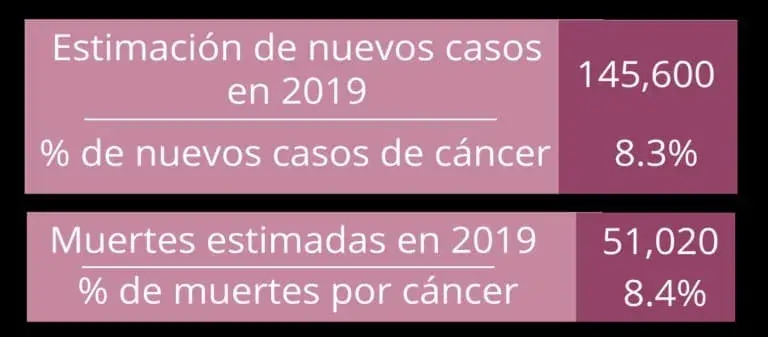 Estimación de nuevos casos
en 2019
145,600
% de nuevos casos de cáncer
8.3%
Muertes estimadas en 2019
51,020
% de muertes por cáncer
8.4%